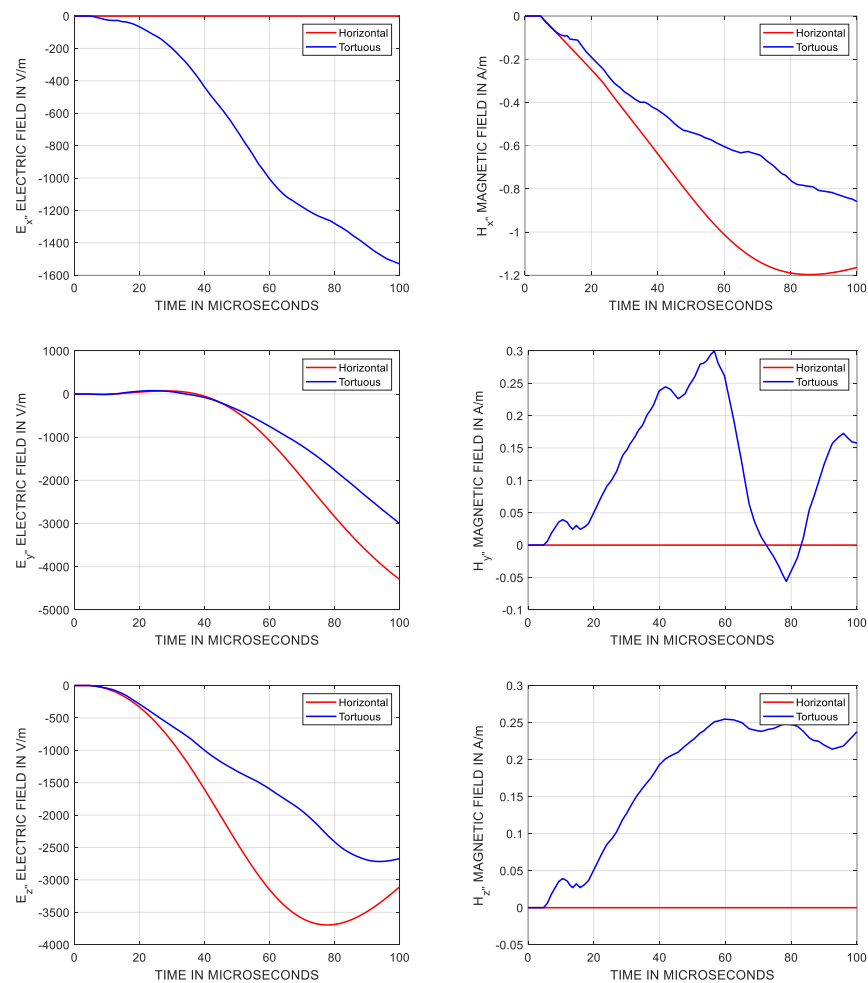 0
-200
-400
-600
-800
-1000
-1200
-1400
-1600
0 20 40 60 80 100
TIME IN MICROSECONDS
Ex", ELECTRIC FIELD IN V/m
Horizontal
Tortuous
0
-0.2
-0.4
-0.6
-0.8
-1
-1.2
0 20 40 60 80 100
TIME IN MICROSECONDS
Hx", MAGNETIC FIELD IN A/m
Horizontal
Tortuous
1000
0
-1000
-2000
-3000
-4000
-5000
0 20 40 60 80 100
TIME IN MICROSECONDS
Ey", ELECTRIC FIELD IN V/m
Horizontal
Tortuous
0.3
0.25
0.2
0.15
0.1
0.05
0
-0.05
-0.1
0 20 40 60 80 100
TIME IN MICROSECONDS
Hy", MAGNETIC FIELD IN A/m
Horizontal
Tortuous
0
-500
-1000
-1500
-2000
-2500
-3000
-3500
-4000
0 20 40 60 80 100
TIME IN MICROSECONDS
Ez", ELECTRIC FIELD IN V/m
Horizontal
Tortuous
0.3
0.25
0.2
0.15
0.1
0.05
0
-0.05
0 20 40 60 80 100
TIME IN MICROSECONDS
Hz", MAGNETIC FIELD IN A/m
Horizontal
Tortuous